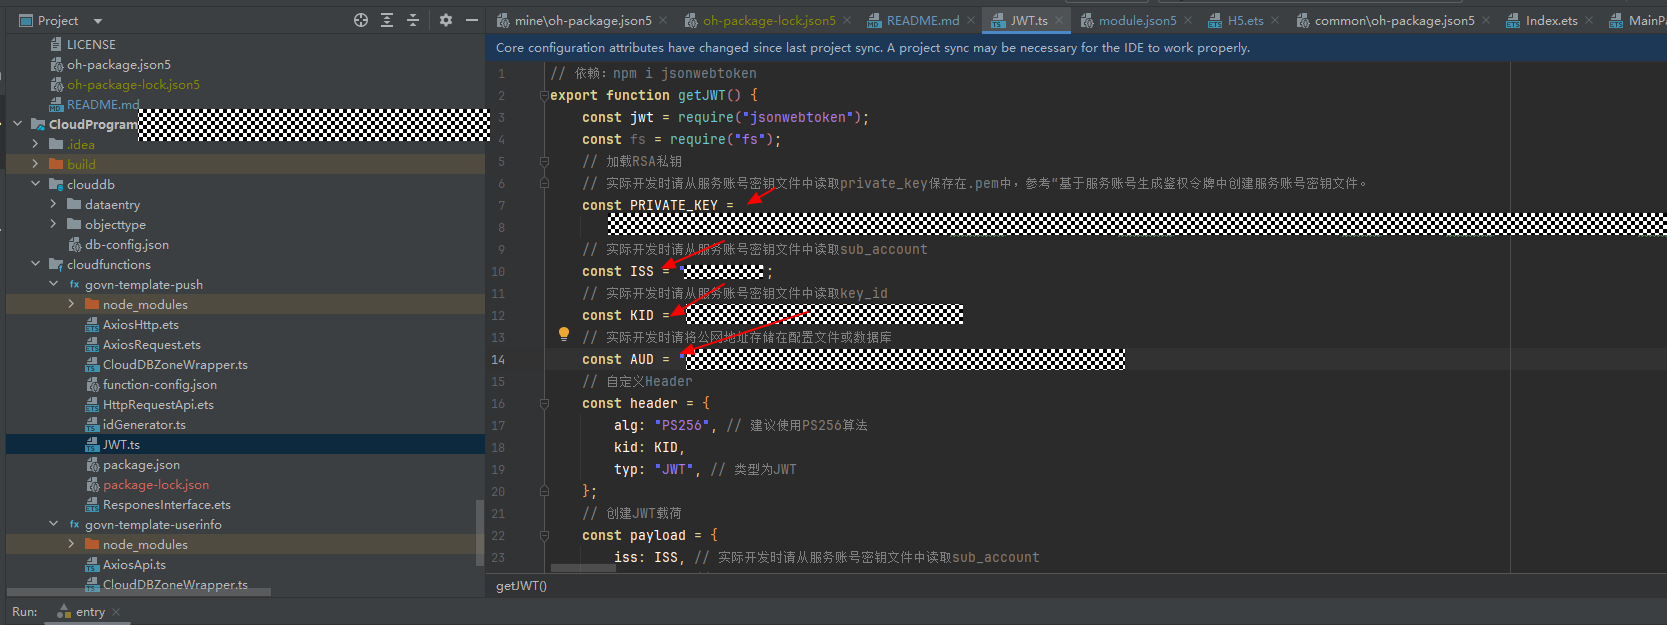 Project
mine\oh-package.json5
oh-package-lock.json5
README.md
JWT.ts
module.json5
H5.ets
common\oh-package.json5
Index.ets
MainPa
LICENSE
oh-package.json5
oh-package-lock.json5
README.md
CloudProgram
.idea
build
clouddb
dataentry
objecttype
db-config.json
cloudfunctions
govn-template-push
node_modules
AxiosHttp.ets
AxiosRequest.ets
CloudDBZoneWrapper.ts
function-config.json
HttpRequestApi.ets
idGenerator.ts
JWT.ts
package.json
package-lock.json
ResponesInterface.ets
govn-template-userinfo
node_modules
AxiosApi.ts
CloudDBZoneWrapper.ts
Core configuration attributes have changed since last project sync. A project sync may be necessary for the IDE to work properly.
1 // 依赖：npm i jsonwebtoken
2 export function getJWT() {
3 const jwt = require("jsonwebtoken");
4 const fs = require("fs");
5 // 加载RSA私钥
6 // 实际开发时请从服务账号密钥文件中读取private_key保存在.pem中，参考“基于服务账号生成鉴权令牌中创建服务账号密钥文件。
7 const PRIVATE_KEY =
8
9 // 实际开发时请从服务账号密钥文件中读取sub_account
10 const ISS = " ;
11 // 实际开发时请从服务账号密钥文件中读取key_id
12 const KID =
13 // 实际开发时请将公网地址存储在配置文件或数据库
14 const AUD = "
15 // 自定义Header
16 const header = {
17 alg: "PS256", // 建议使用PS256算法
18 kid: KID,
19 typ: "JWT", // 类型为JWT
20 };
21 // 创建JWT载荷
22 const payload = {
23 iss: ISS, // 实际开发时请从服务账号密钥文件中读取sub_account
getJWT()
Run: entry